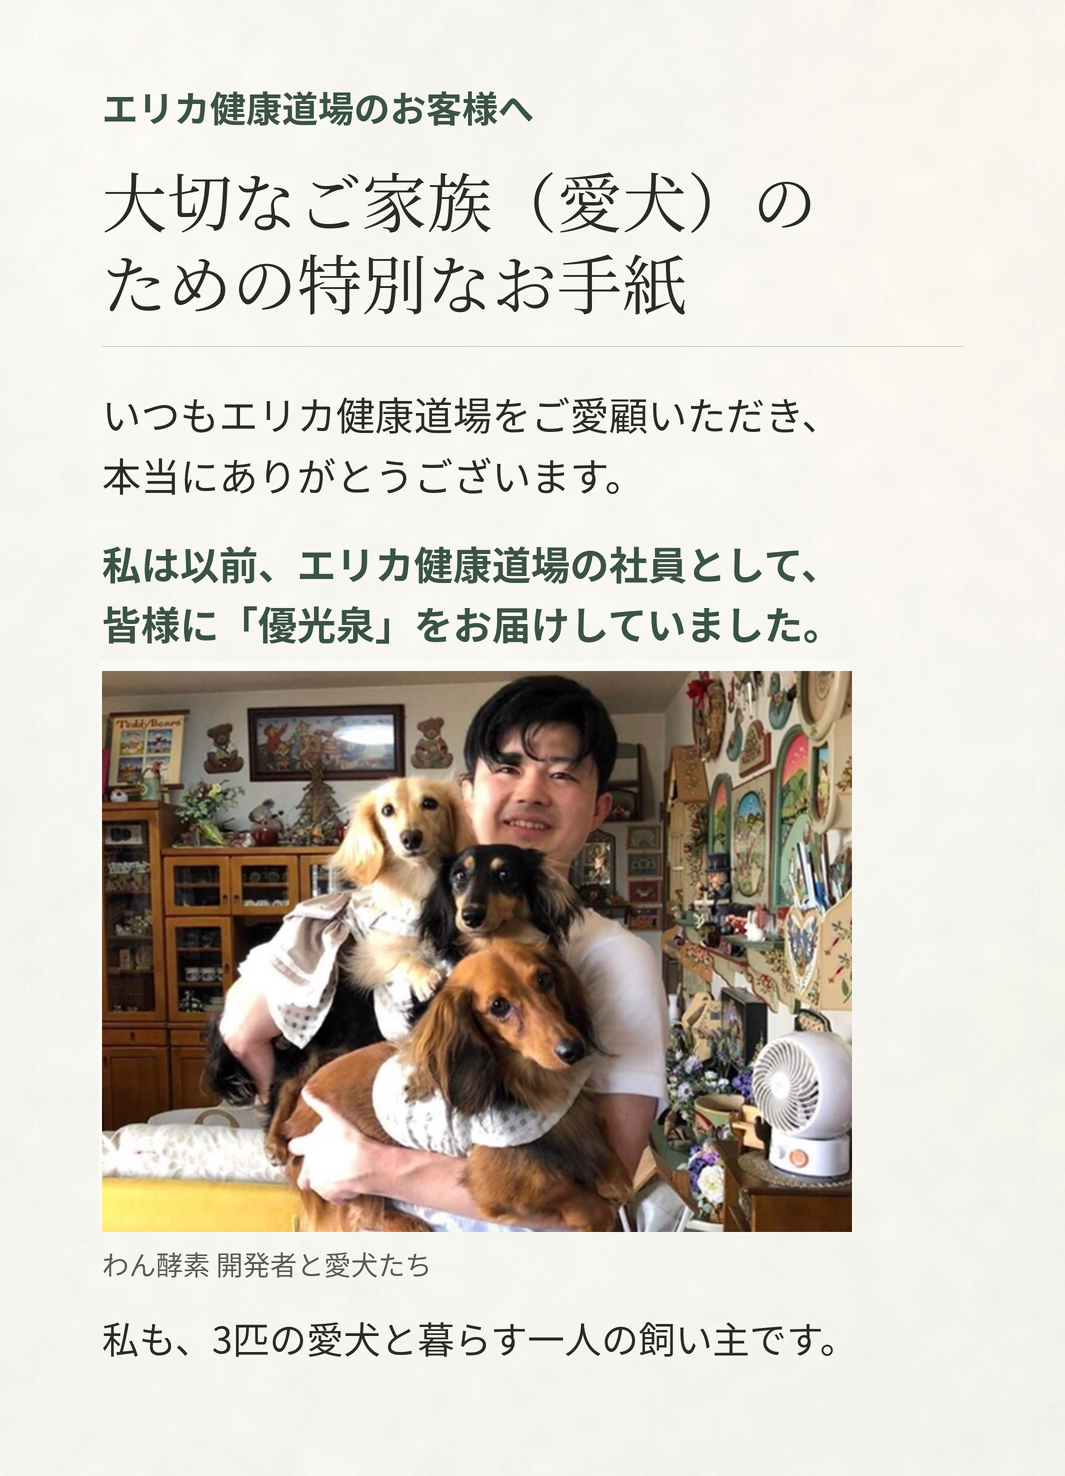 エリカ健康道場のお客様へ
大切なご家族（愛犬）の
ための特別なお手紙
いつもエリカ健康道場をご愛顧いただき、
本当にありがとうございます。
私は以前、エリカ健康道場の社員として、
皆様に「優光泉」をお届けしていました。
TeddyBears
わん酵素 開発者と愛犬たち
私も、3匹の愛犬と暮らす一人の飼い主です。